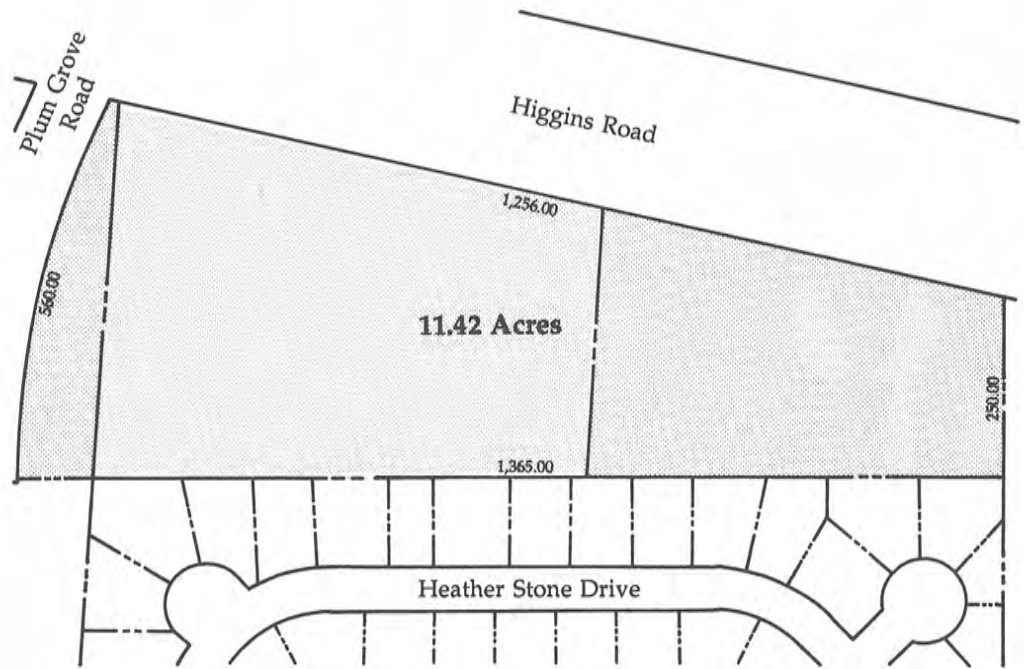 Plum Grove
Road
Higgins Road
1,256.00
560.00
11.42 Acres
250.00
1,365.00
Heather Stone Drive